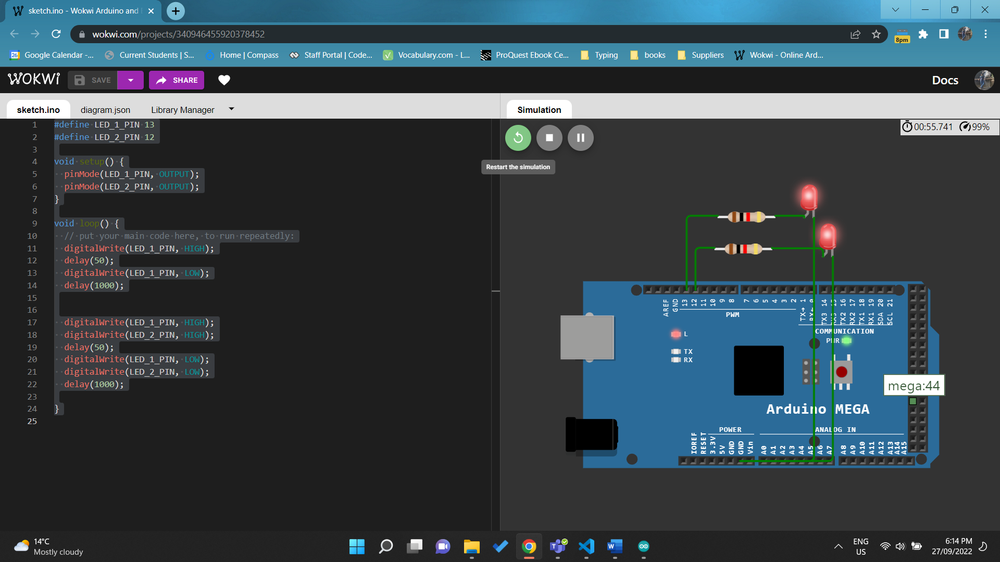 sketch.ino - Wokwi Arduino and
8pm
wokwi.com/projects/340946455920378452
26 Google Calendar -...
Current Students | S...
Home | Compass
Staff Portal | Code...
Vocabulary.com - L...
ProQuest Ebook Ce...
Typing
books
Suppliers
Wokwi - Online Ard...
WOKWi
SAVE
SHARE
Docs
sketch.ino
diagram.json
Library Manager
Simulation
1 #define LED_1_PIN 13
2 #define LED_2_PIN 12
3
4 void setup() {
5 pinMode(LED_1_PIN, OUTPUT);
6 pinMode(LED_2_PIN, OUTPUT);
7 }
8
9 void loop() {
10 // put your main code here, to run repeatedly:
11 digitalWrite(LED_1_PIN, HIGH);
12 delay(50);
13 digitalWrite(LED_1_PIN, LOW);
14 delay(1000);
15
16
17 digitalWrite(LED_1_PIN, HIGH);
18 digitalWrite(LED_2_PIN, HIGH);
19 delay(50);
20 digitalWrite(LED_1_PIN, LOW);
21 digitalWrite(LED_2_PIN, LOW);
22 delay(1000);
23
24 }
25
00:55.741 99%
Restart the simulation
AREF GND 13 12 11 10 9 8 7 6 5 4 3 2 1 0 14 15 16 17 18 19 20 21
TX→ RX← TX3 RX3 TX2 RX2 TX1 RX1 SDA SCL
PWM
COMMUNICATION
L
PWR
TX
RX
mega:44
Arduino MEGA
POWER
ANALOG IN
IOREF RESET 3.3V 5V GND GND Vin A0 A1 A2 A3 A4 A5 A6 A7 A8 A9 A10 A11 A12 A13 A14 A15
14°C
Mostly cloudy
ENG
US
6:14 PM
27/09/2022